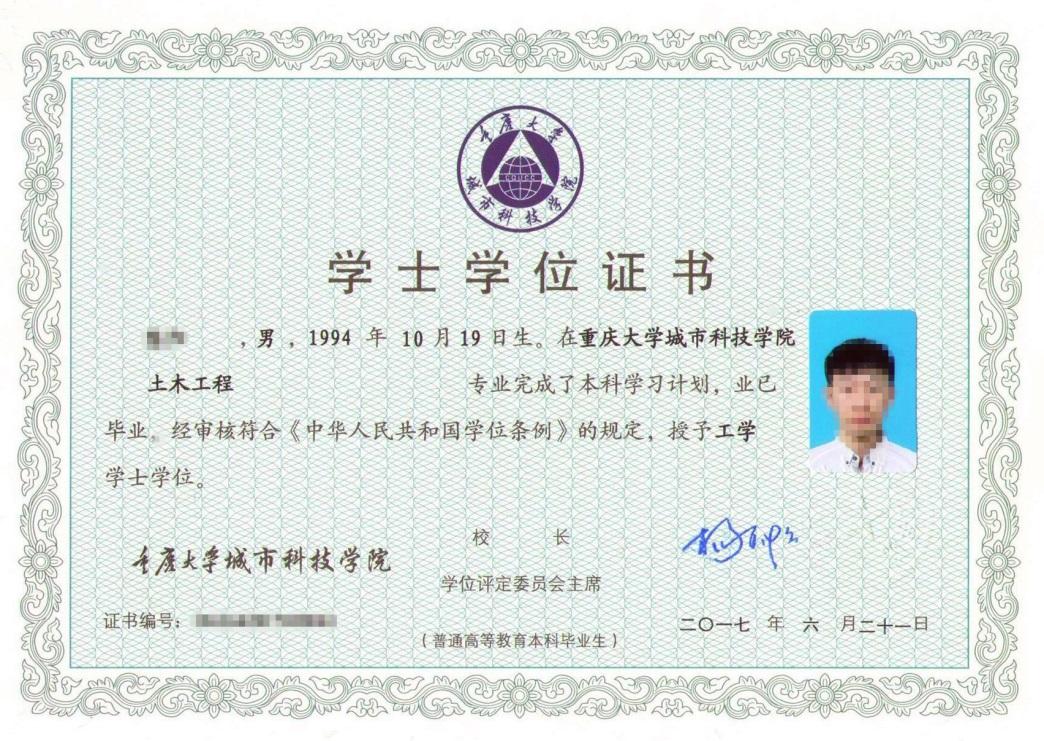 重庆大学
城市科技学院
CQUCC
学士学位证书
，男，1994 年 10 月 19 日生。在重庆大学城市科技学院
土木工程 专业完成了本科学习计划，业已
毕业。经审核符合《中华人民共和国学位条例》的规定，授予工学
学士学位。
校 长
重庆大学城市科技学院
学位评定委员会主席
证书编号：
（普通高等教育本科毕业生）
二〇一七 年 六 月二十一日